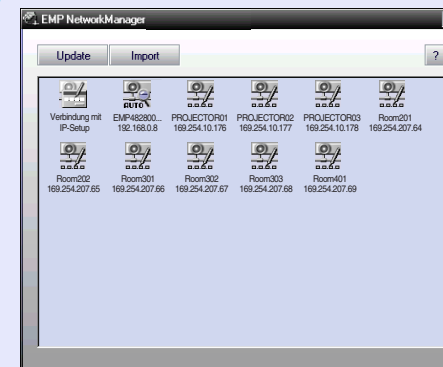 EMP NetworkManager
Update Import ?
Verbindung mit IP-Setup
EMP482800... 192.168.0.8
PROJECTOR01 169.254.10.176
PROJECTOR02 169.254.10.177
PROJECTOR03 169.254.10.178
Room201 169.254.207.64
Room202 169.254.207.65
Room301 169.254.207.66
Room302 169.254.207.67
Room303 169.254.207.68
Room401 169.254.207.69
AUTO